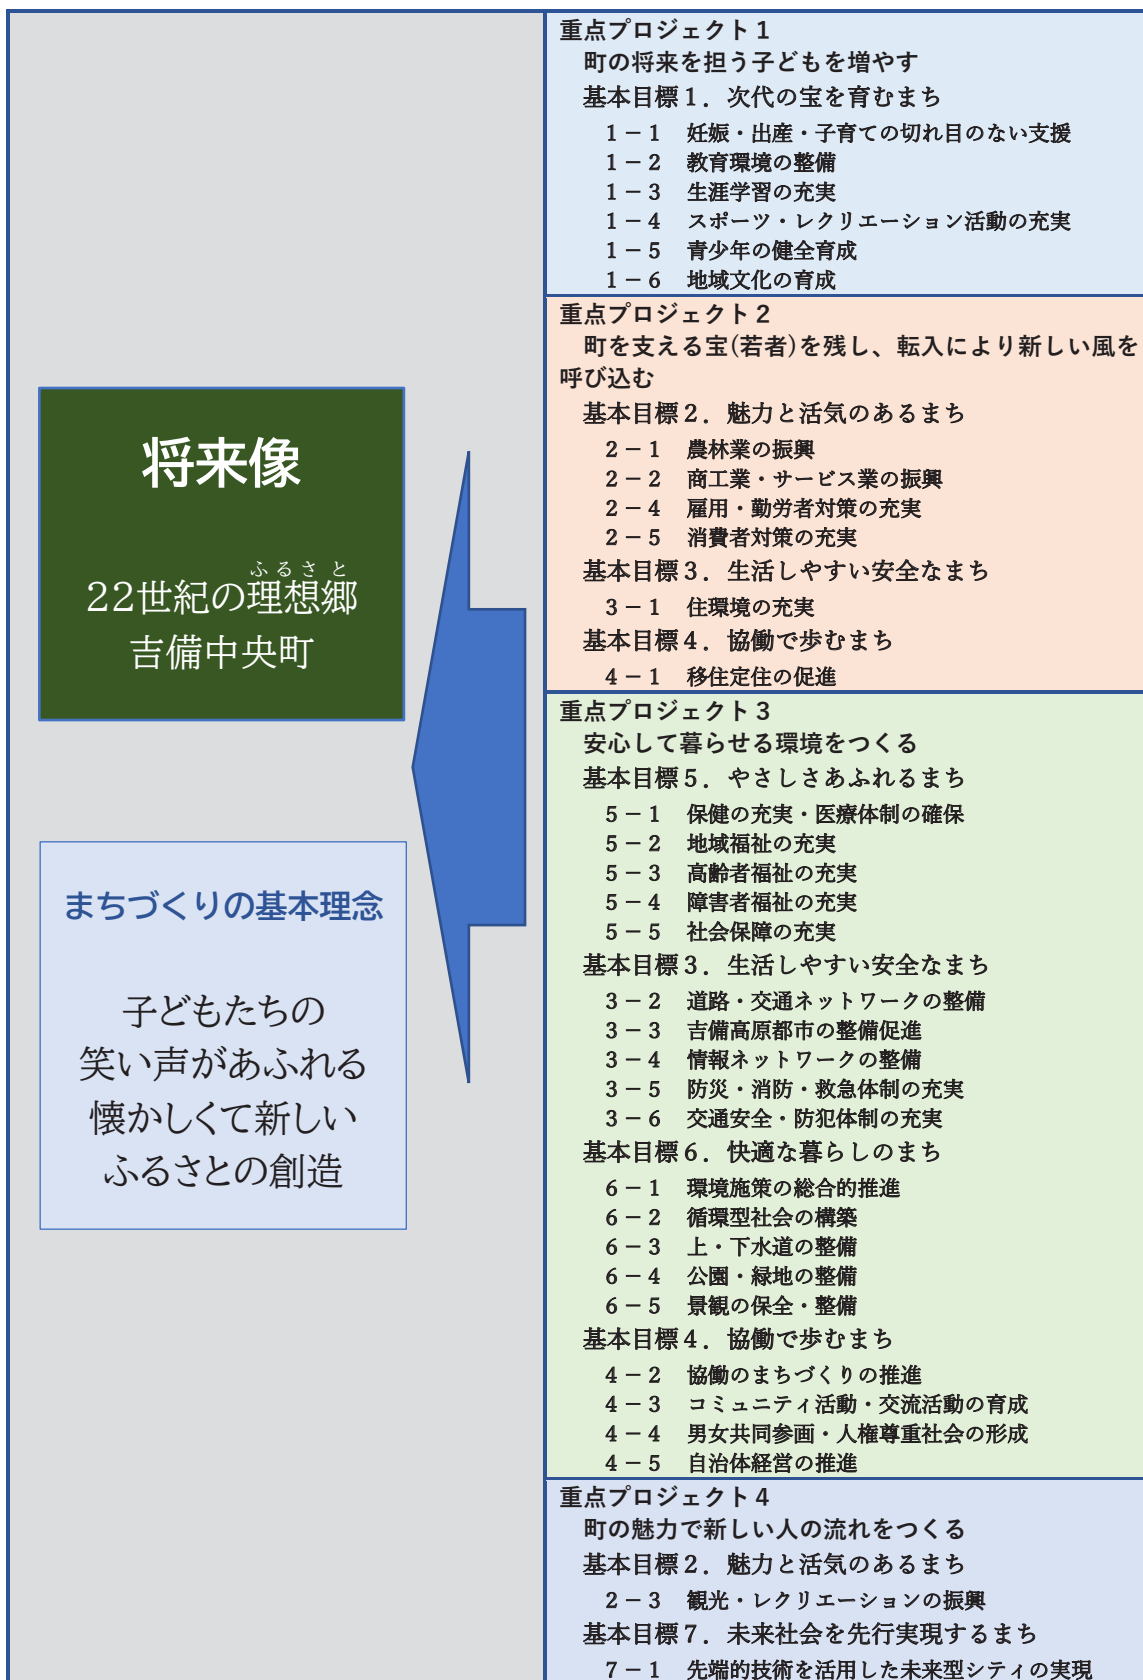 将来像
ふるさと
22世紀の理想郷
吉備中央町
まちづくりの基本理念
子どもたちの
笑い声があふれる
懐かしくて新しい
ふるさとの創造
重点プロジェクト１
町の将来を担う子どもを増やす
基本目標１．次代の宝を育むまち
１－１　妊娠・出産・子育ての切れ目のない支援
１－２　教育環境の整備
１－３　生涯学習の充実
１－４　スポーツ・レクリエーション活動の充実
１－５　青少年の健全育成
１－６　地域文化の育成
重点プロジェクト２
町を支える宝(若者)を残し、転入により新しい風を
呼び込む
基本目標２．魅力と活気のあるまち
２－１　農林業の振興
２－２　商工業・サービス業の振興
２－４　雇用・勤労者対策の充実
２－５　消費者対策の充実
基本目標３．生活しやすい安全なまち
３－１　住環境の充実
基本目標４．協働で歩むまち
４－１　移住定住の促進
重点プロジェクト３
安心して暮らせる環境をつくる
基本目標５．やさしさあふれるまち
５－１　保健の充実・医療体制の確保
５－２　地域福祉の充実
５－３　高齢者福祉の充実
５－４　障害者福祉の充実
５－５　社会保障の充実
基本目標３．生活しやすい安全なまち
３－２　道路・交通ネットワークの整備
３－３　吉備高原都市の整備促進
３－４　情報ネットワークの整備
３－５　防災・消防・救急体制の充実
３－６　交通安全・防犯体制の充実
基本目標６．快適な暮らしのまち
６－１　環境施策の総合的推進
６－２　循環型社会の構築
６－３　上・下水道の整備
６－４　公園・緑地の整備
６－５　景観の保全・整備
基本目標４．協働で歩むまち
４－２　協働のまちづくりの推進
４－３　コミュニティ活動・交流活動の育成
４－４　男女共同参画・人権尊重社会の形成
４－５　自治体経営の推進
重点プロジェクト４
町の魅力で新しい人の流れをつくる
基本目標２．魅力と活気のあるまち
２－３　観光・レクリエーションの振興
基本目標７．未来社会を先行実現するまち
７－１　先端的技術を活用した未来型シティの実現